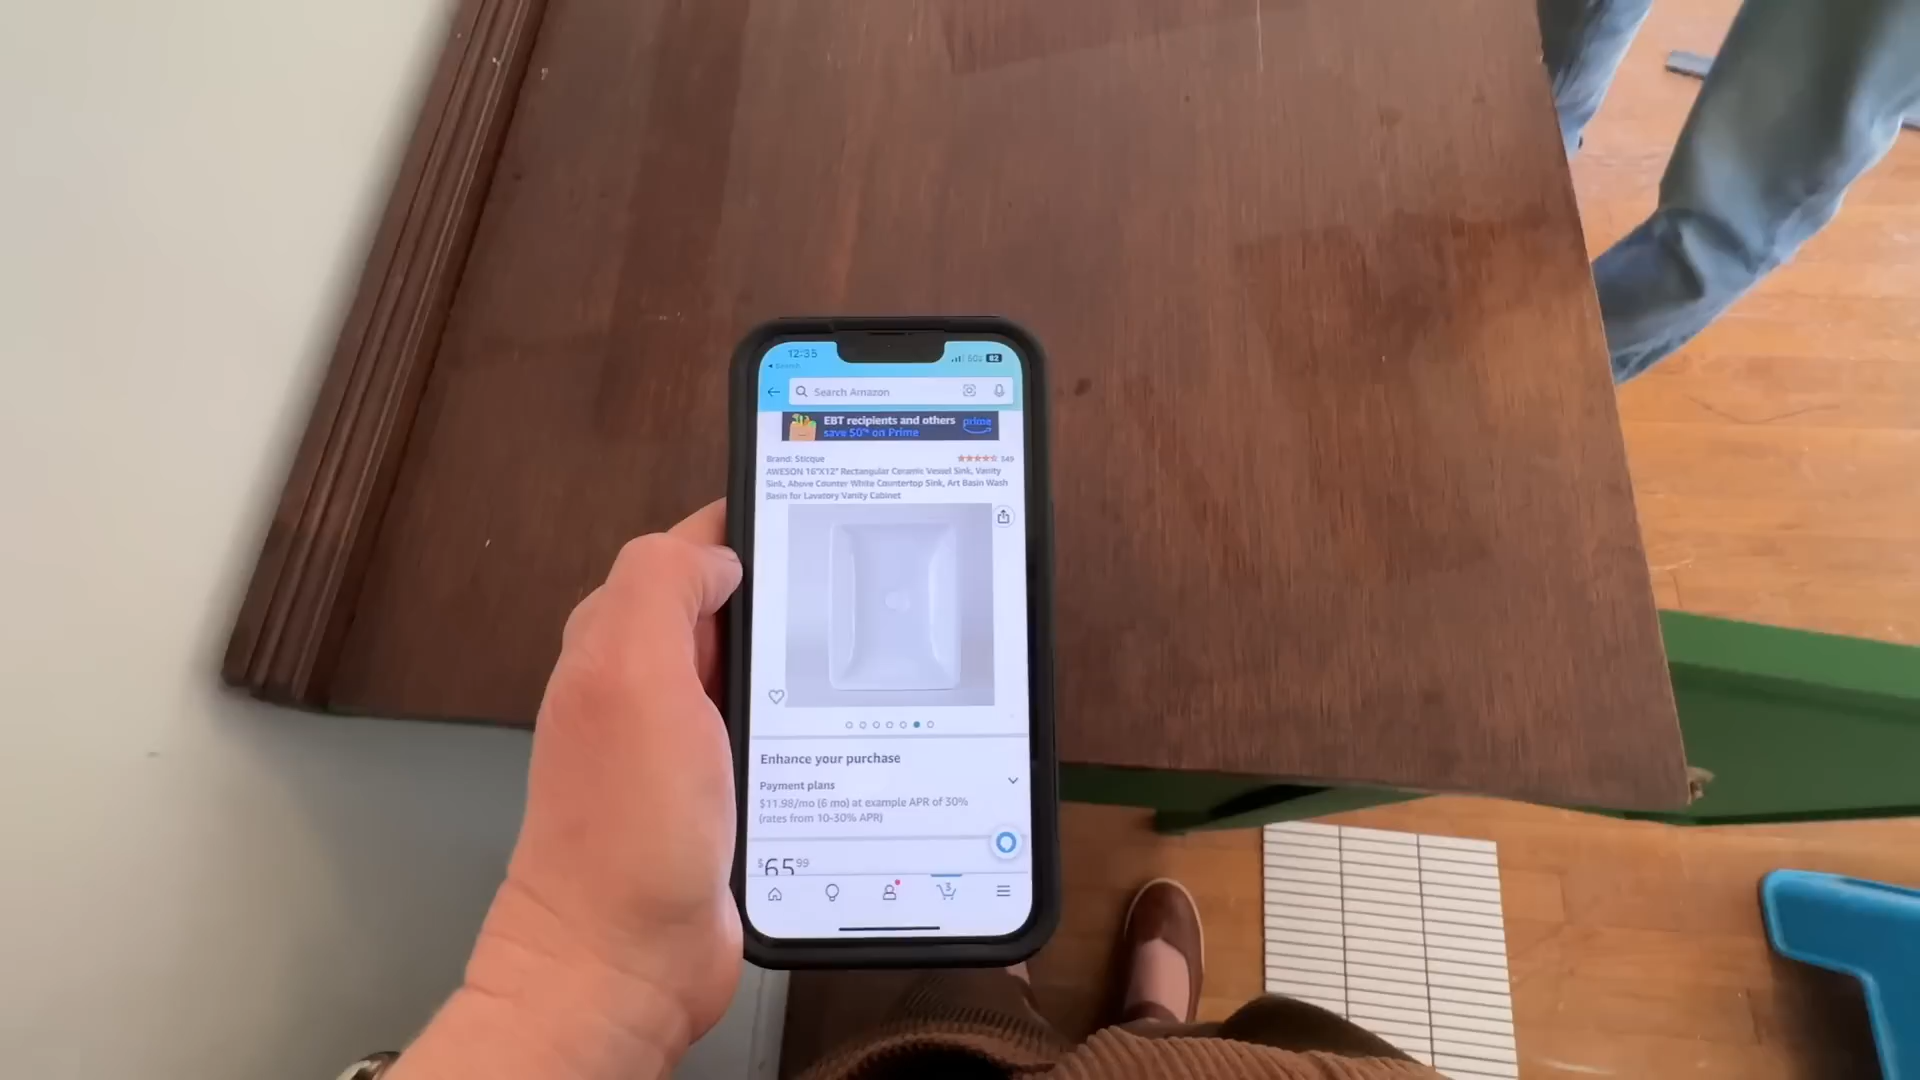 12:35
82
Search Amazon
EBT recipients and others
save 50% on Prime
prime
Brand: Sticque
349
AWESON 16"X12" Rectangular Ceramic Vessel Sink, Vanity
Sink, Above Counter White Countertop Sink, Art Basin Wash
Basin for Lavatory Vanity Cabinet
Enhance your purchase
Payment plans
$11.98/mo (6 mo) at example APR of 30%
(rates from 10-30% APR)
$65 99
3